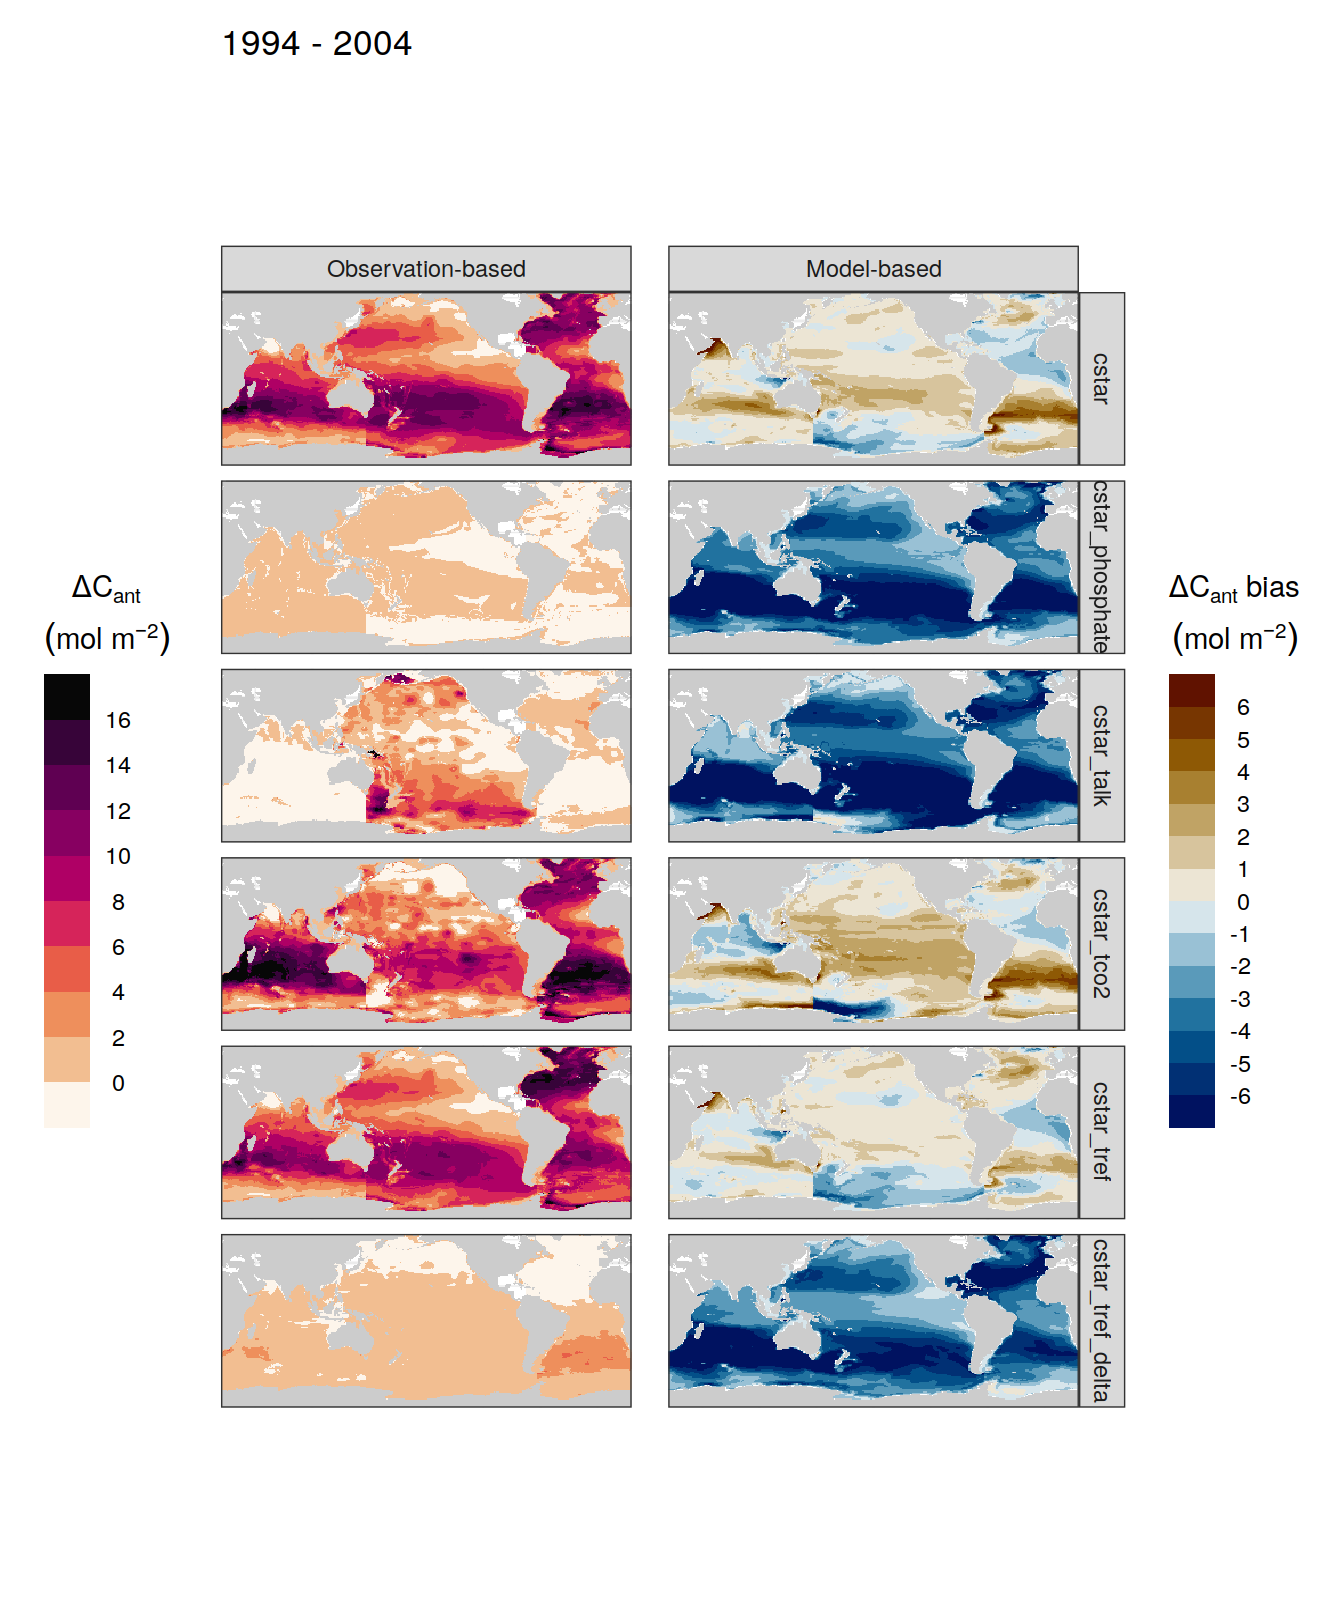 1994 - 2004
Observation-based
Model-based
cstar
cstar_phosphate
cstar_talk
cstar_tco2
cstar_tref
cstar_tref_delta
ΔCant
(mol m−2)
16
14
12
10
8
6
4
2
0
ΔCant bias
(mol m−2)
6
5
4
3
2
1
0
-1
-2
-3
-4
-5
-6